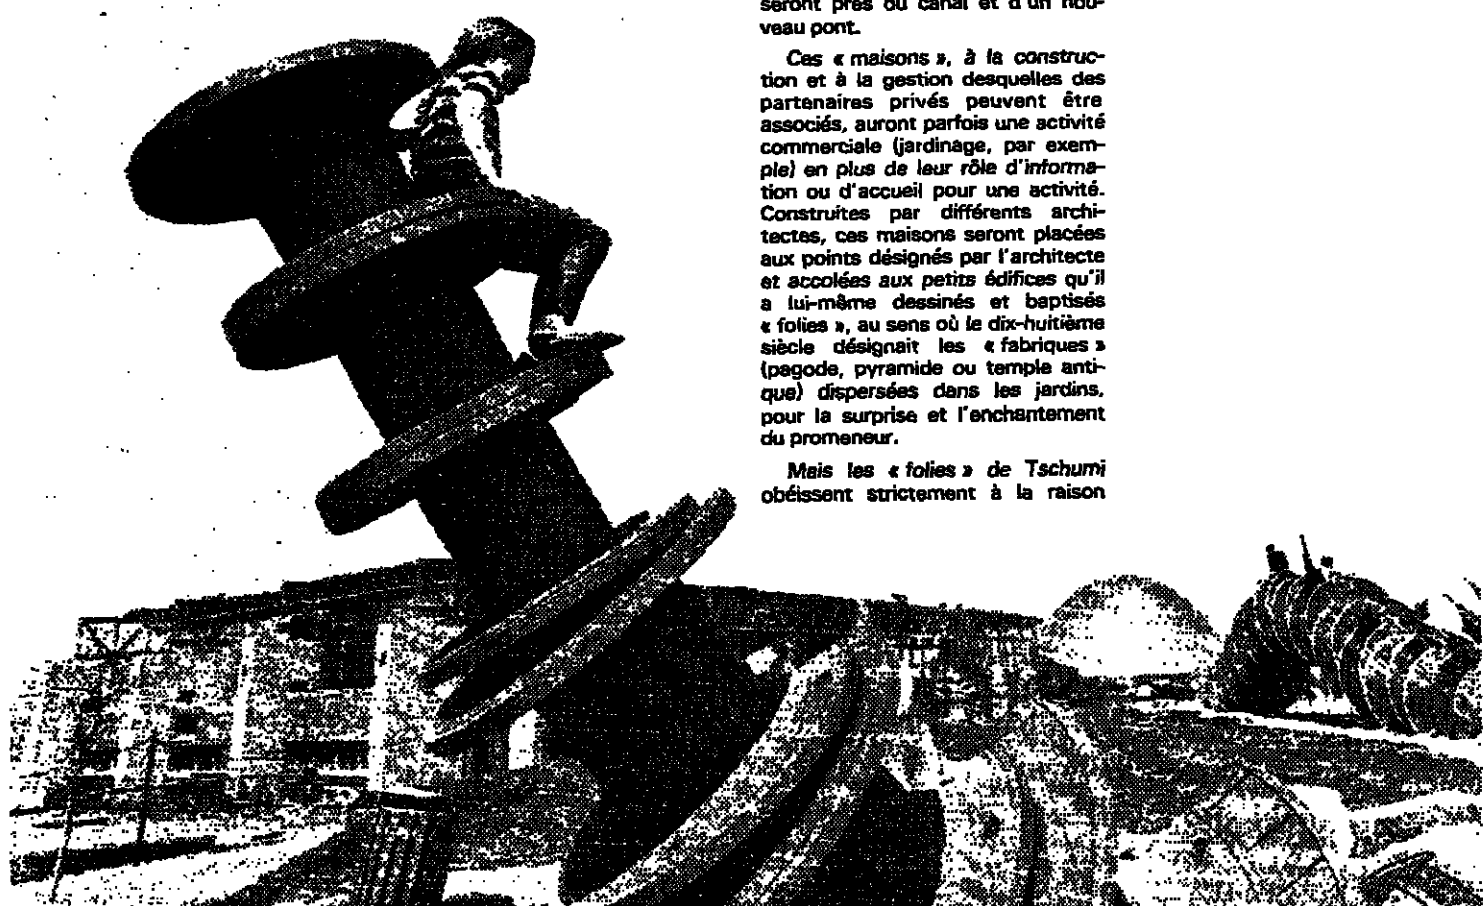 seront près du canal et d'un nou-
veau pont.
Ces « maisons », à la construc-
tion et à la gestion desquelles des
partenaires privés peuvent être
associés, auront parfois une activité
commerciale (jardinage, par exem-
ple) en plus de leur rôle d'informa-
tion ou d'accueil pour une activité.
Construites par différents archi-
tectes, ces maisons seront placées
aux points désignés par l'architecte
et accolées aux petits édifices qu'il
a lui-même dessinés et baptisés
« folies », au sens où le dix-huitième
siècle désignait les « fabriques »
(pagode, pyramide ou temple anti-
que) dispersées dans les jardins,
pour la surprise et l'enchantement
du promeneur.
Mais les « folies » de Tschumi
obéissent strictement à la raison